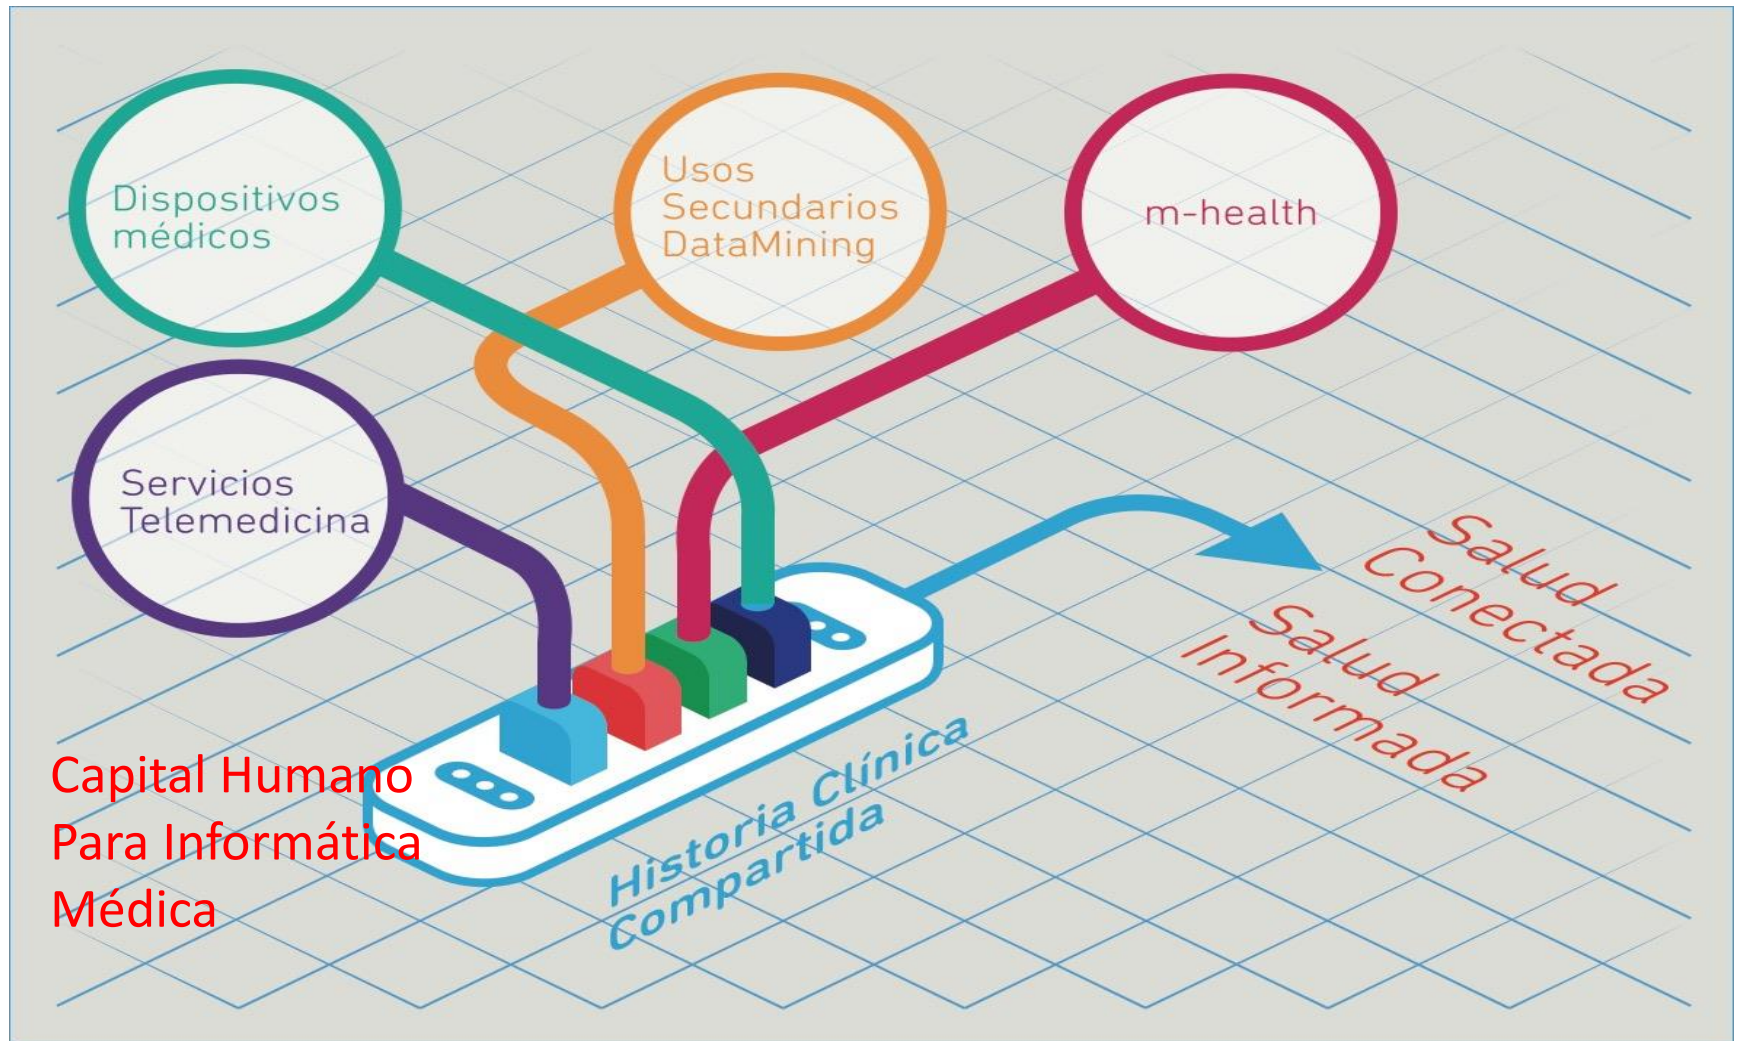 Dispositivos
médicos
Usos
Secundarios
DataMining
m-health
Servicios
Telemedicina
Salud
Conectada
Salud
Informada
Historia Clínica
Compartida
Capital Humano
Para Informática
Médica